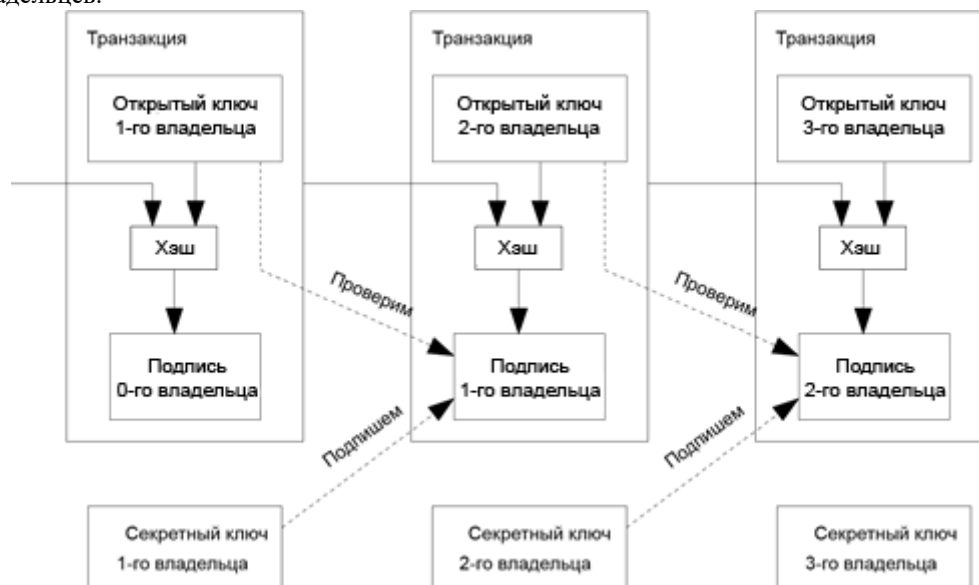 адельцев.
Транзакция
Транзакция
Транзакция
Открытый ключ
1-го владельца
Открытый ключ
2-го владельца
Открытый ключ
3-го владельца
Хэш
Хэш
Хэш
Проверим
Проверим
Подпись
0-го владельца
Подпись
1-го владельца
Подпись
2-го владельца
Подпишем
Подпишем
Секретный ключ
1-го владельца
Секретный ключ
2-го владельца
Секретный ключ
3-го владельца